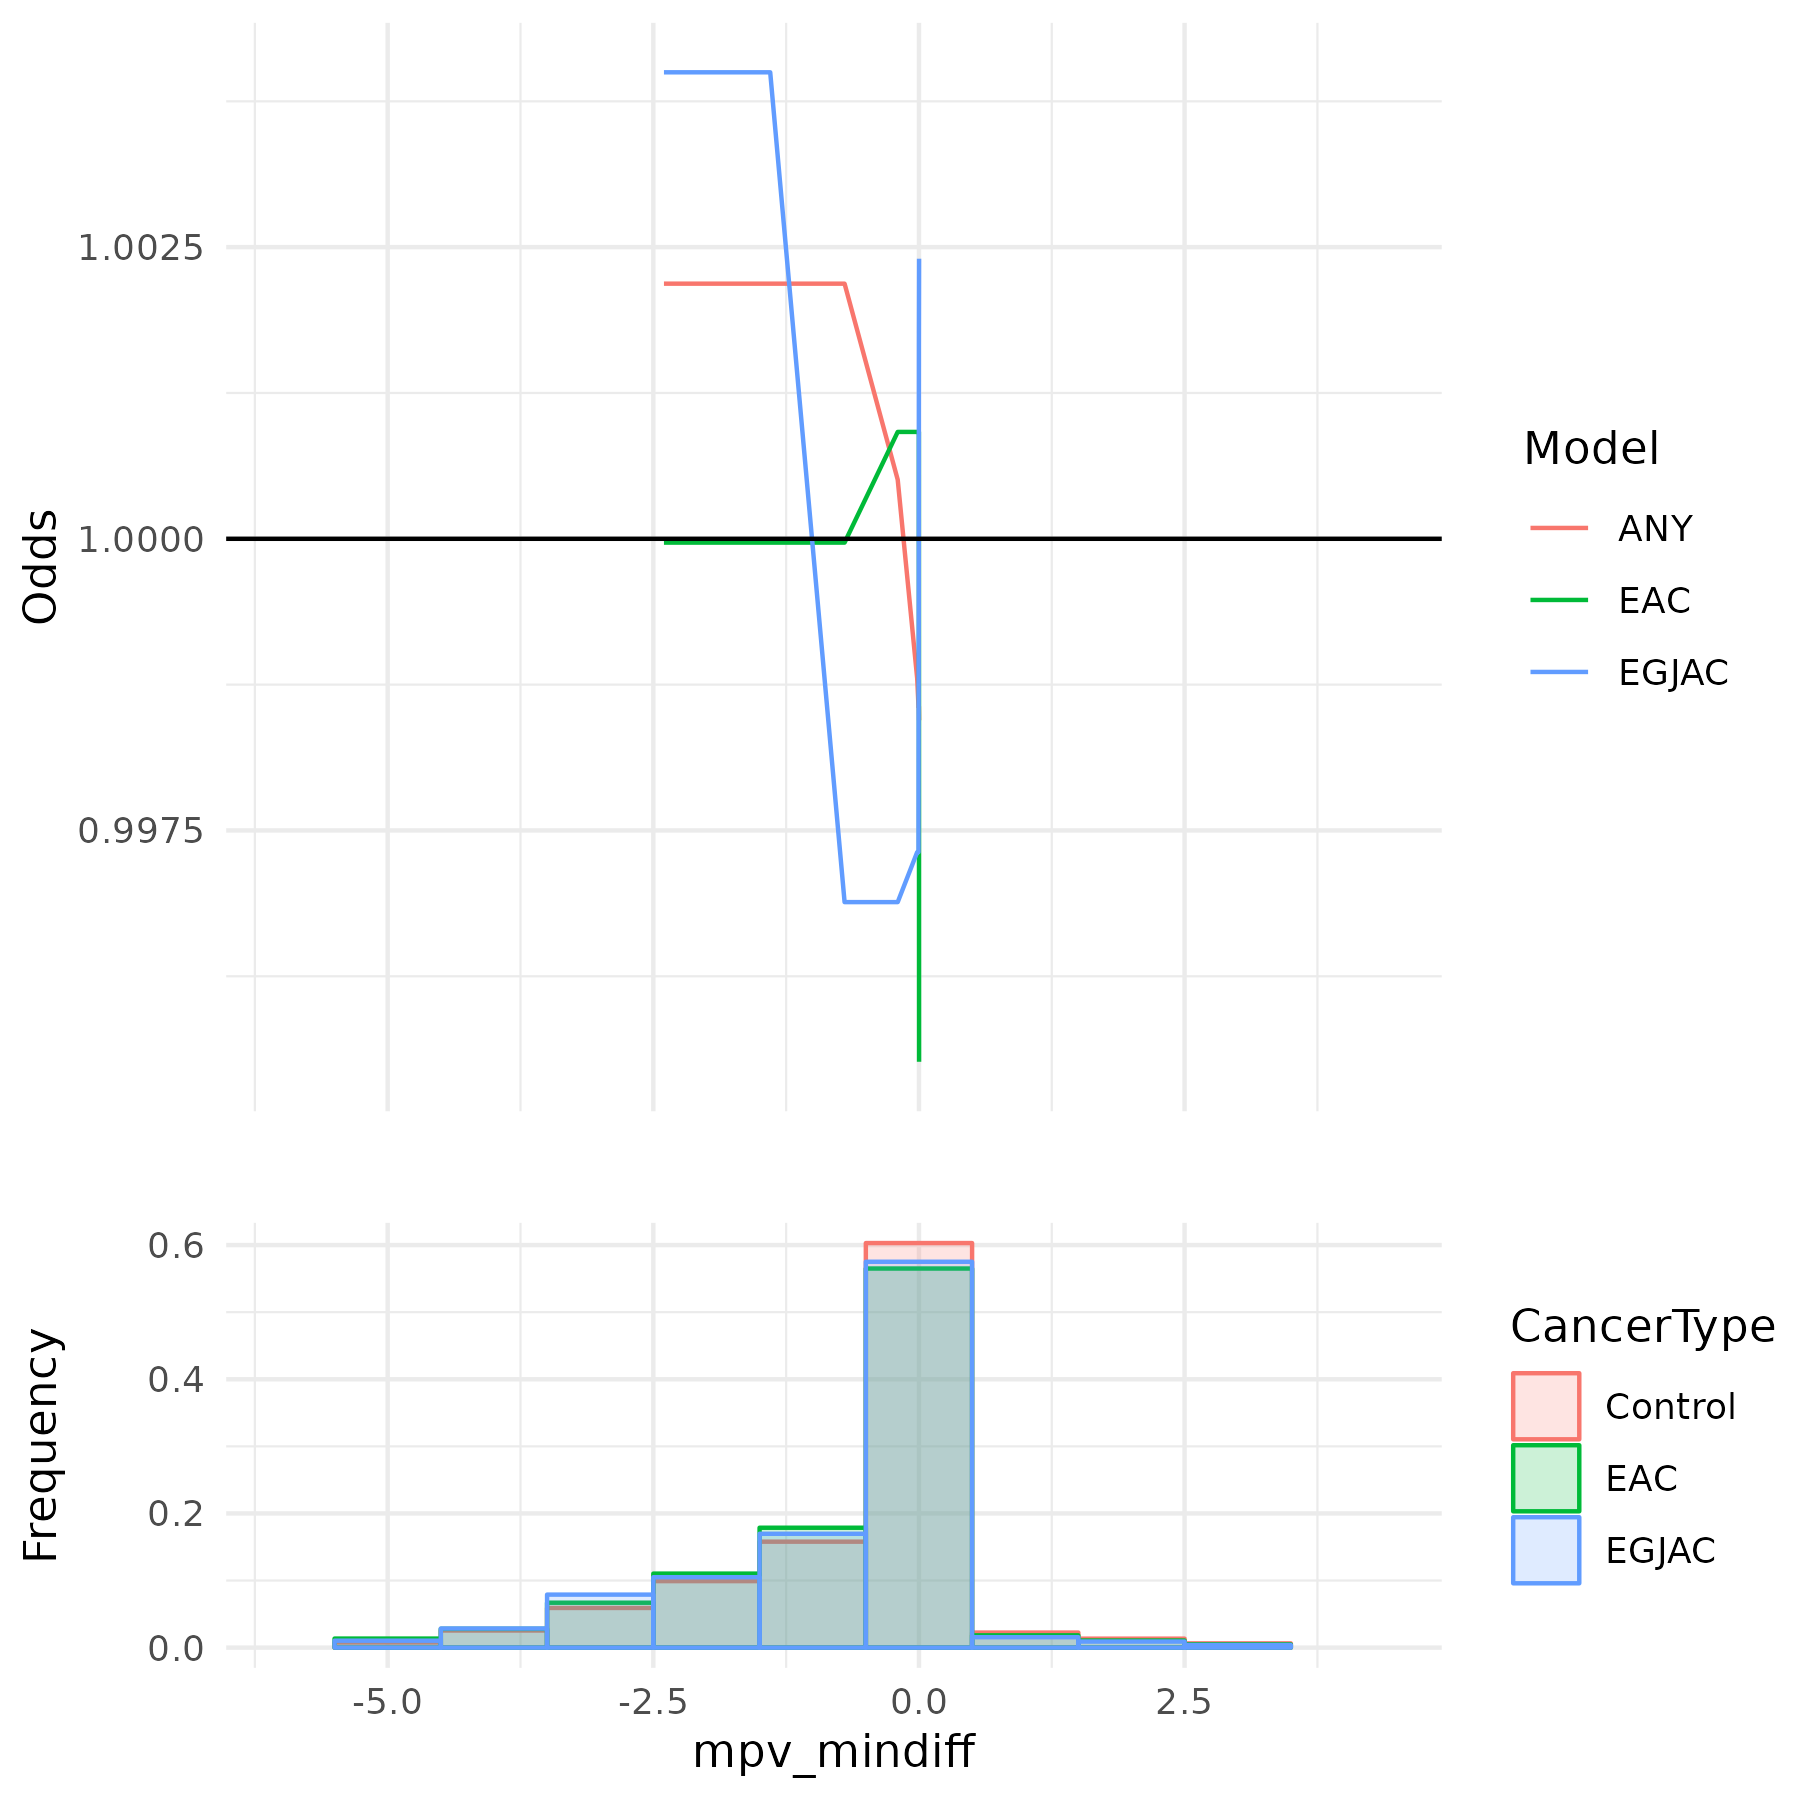 1.0025
1.0000
0.9975
Odds
Model
ANY
EAC
EGJAC
0.6
0.4
0.2
0.0
Frequency
-5.0 -2.5 0.0 2.5
mpv_mindiff
CancerType
Control
EAC
EGJAC